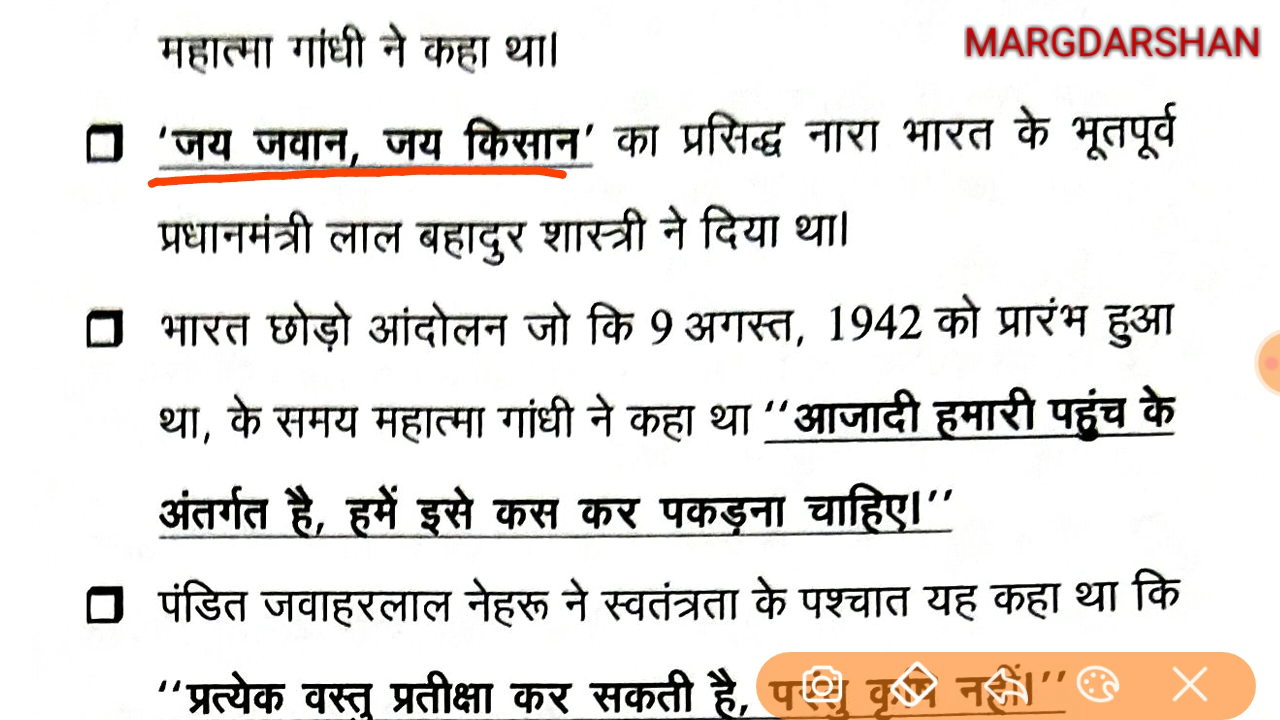 MARGDARSHAN
महात्मा गांधी ने कहा था।
'जय जवान, जय किसान' का प्रसिद्ध नारा भारत के भूतपूर्व
प्रधानमंत्री लाल बहादुर शास्त्री ने दिया था।
भारत छोड़ो आंदोलन जो कि 9 अगस्त, 1942 को प्रारंभ हुआ
था, के समय महात्मा गांधी ने कहा था ‘‘आजादी हमारी पहुंच के
अंतर्गत है, हमें इसे कस कर पकड़ना चाहिए।’’
पंडित जवाहरलाल नेहरू ने स्वतंत्रता के पश्चात यह कहा था कि
‘‘प्रत्येक वस्तु प्रतीक्षा कर सकती है, परंतु कृषि नहीं।’’